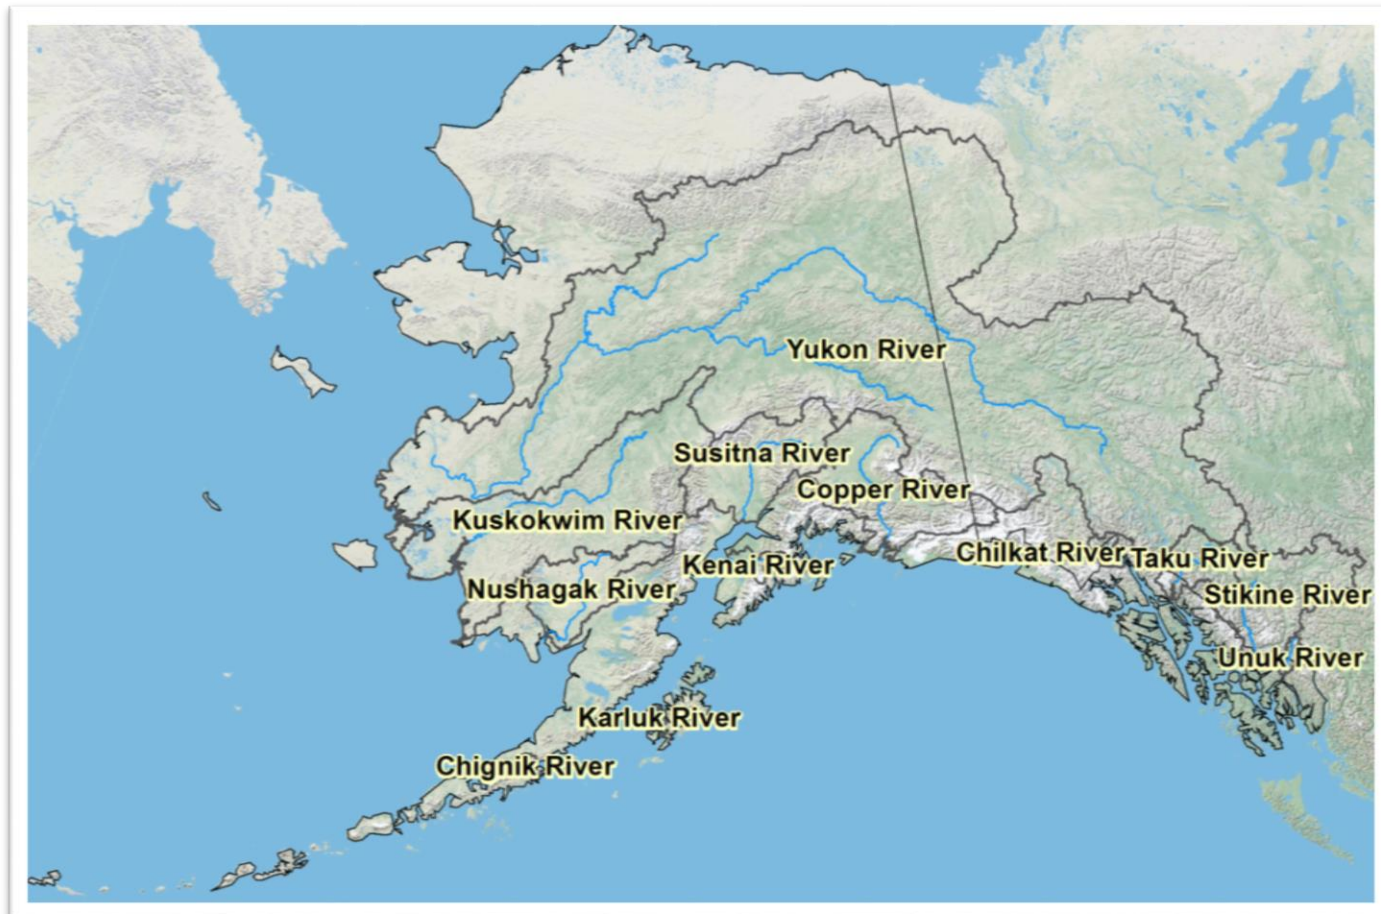 Yukon River
Susitna River
Copper River
Kuskokwim River
Chilkat River
Taku River
Kenai River
Nushagak River
Stikine River
Unuk River
Karluk River
Chignik River